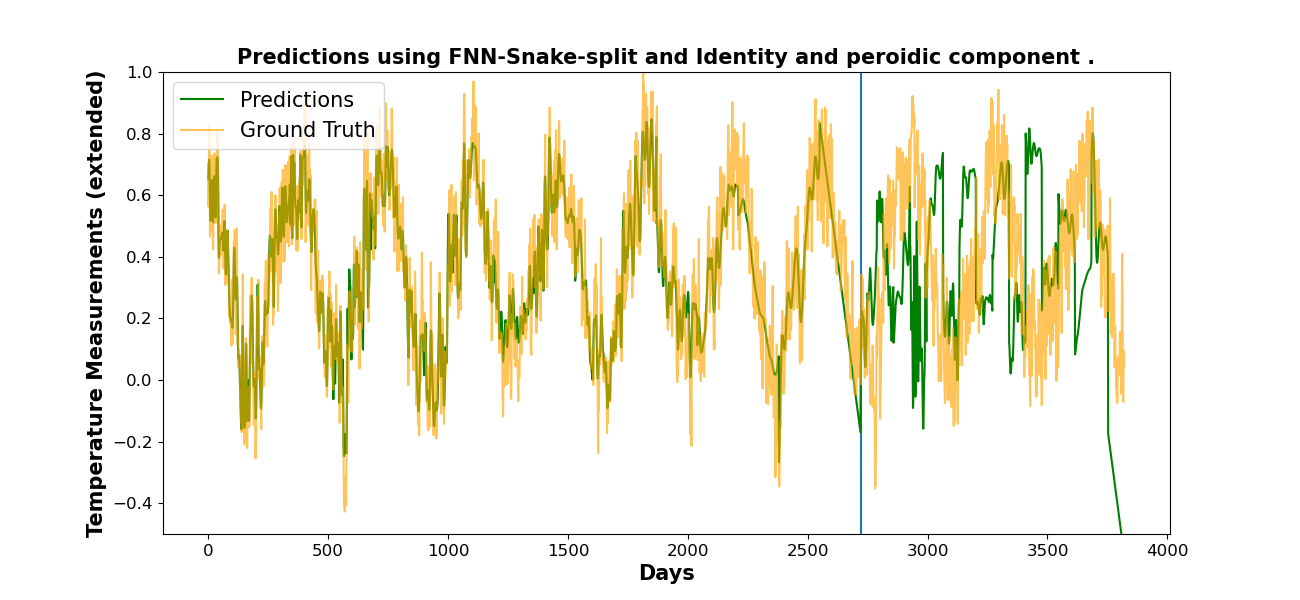 Predictions using FNN-Snake-split and Identity and peroidic component .
Temperature Measurements (extended)
1.0
0.8
0.6
0.4
0.2
0.0
−0.2
−0.4
Predictions
Ground Truth
0 500 1000 1500 2000 2500 3000 3500 4000
Days